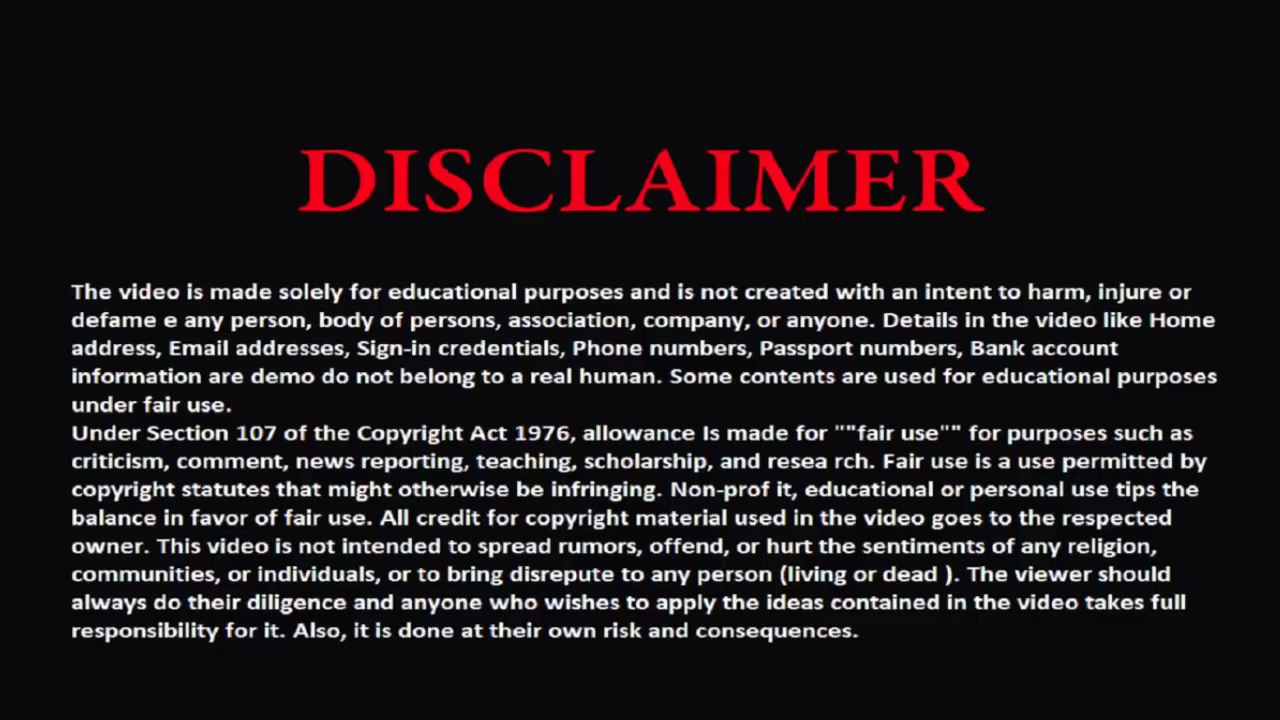 DISCLAIMER
The video is made solely for educational purposes and is not created with an intent to harm, injure or
defame e any person, body of persons, association, company, or anyone. Details in the video like Home
address, Email addresses, Sign-in credentials, Phone numbers, Passport numbers, Bank account
information are demo do not belong to a real human. Some contents are used for educational purposes
under fair use.
Under Section 107 of the Copyright Act 1976, allowance Is made for ""fair use"" for purposes such as
criticism, comment, news reporting, teaching, scholarship, and resea rch. Fair use is a use permitted by
copyright statutes that might otherwise be infringing. Non-prof it, educational or personal use tips the
balance in favor of fair use. All credit for copyright material used in the video goes to the respected
owner. This video is not intended to spread rumors, offend, or hurt the sentiments of any religion,
communities, or individuals, or to bring disrepute to any person (living or dead ). The viewer should
always do their diligence and anyone who wishes to apply the ideas contained in the video takes full
responsibility for it. Also, it is done at their own risk and consequences.